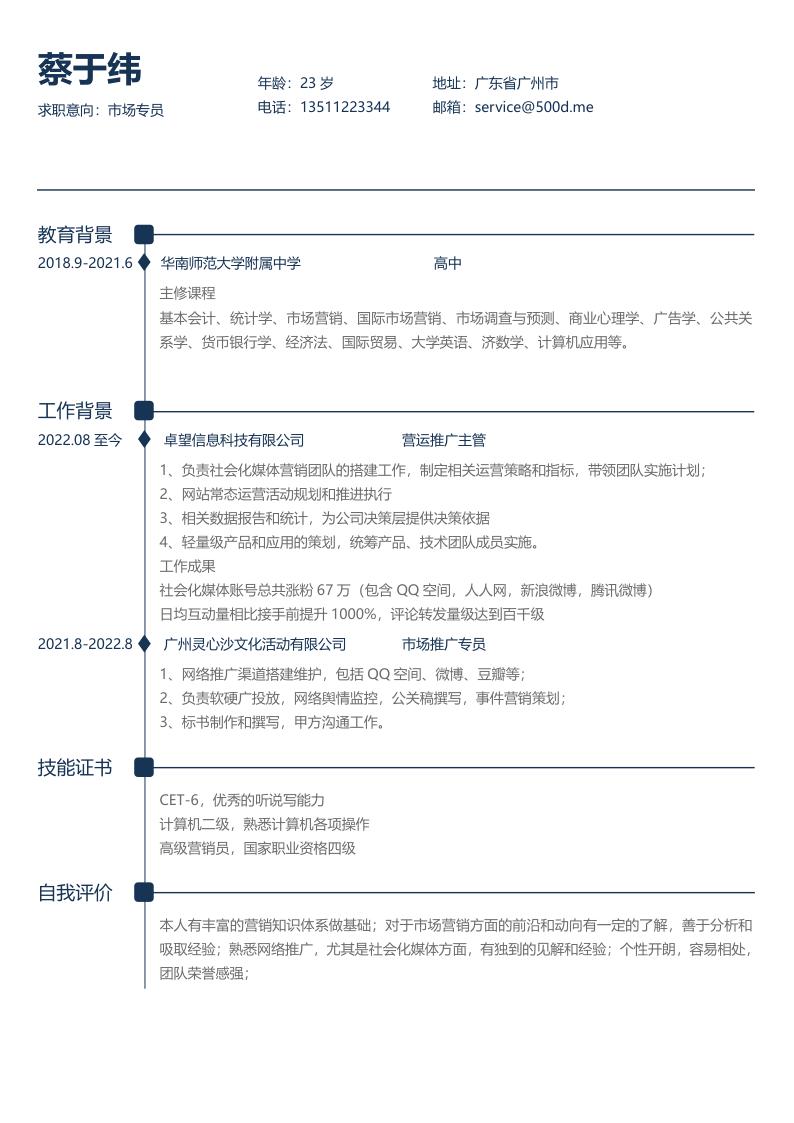 蔡于纬
求职意向：市场专员
年龄：23 岁
地址：广东省广州市
电话：13511223344
邮箱：service@500d.me
教育背景
2018.9-2021.6 华南师范大学附属中学 高中
主修课程
基本会计、统计学、市场营销、国际市场营销、市场调查与预测、商业心理学、广告学、公共关
系学、货币银行学、经济法、国际贸易、大学英语、济数学、计算机应用等。
工作背景
2022.08 至今 卓望信息科技有限公司 营运推广主管
1、负责社会化媒体营销团队的搭建工作，制定相关运营策略和指标，带领团队实施计划；
2、网站常态运营活动规划和推进执行
3、相关数据报告和统计，为公司决策层提供决策依据
4、轻量级产品和应用的策划，统筹产品、技术团队成员实施。
工作成果
社会化媒体账号总共涨粉 67 万（包含 QQ 空间，人人网，新浪微博，腾讯微博）
日均互动量相比接手前提升 1000%，评论转发量级达到百千级
2021.8-2022.8 广州灵心沙文化活动有限公司 市场推广专员
1、网络推广渠道搭建维护，包括 QQ 空间、微博、豆瓣等；
2、负责软硬广投放，网络舆情监控，公关稿撰写，事件营销策划；
3、标书制作和撰写，甲方沟通工作。
技能证书
CET-6，优秀的听说写能力
计算机二级，熟悉计算机各项操作
高级营销员，国家职业资格四级
自我评价
本人有丰富的营销知识体系做基础；对于市场营销方面的前沿和动向有一定的了解，善于分析和
吸取经验；熟悉网络推广，尤其是社会化媒体方面，有独到的见解和经验；个性开朗，容易相处，
团队荣誉感强；